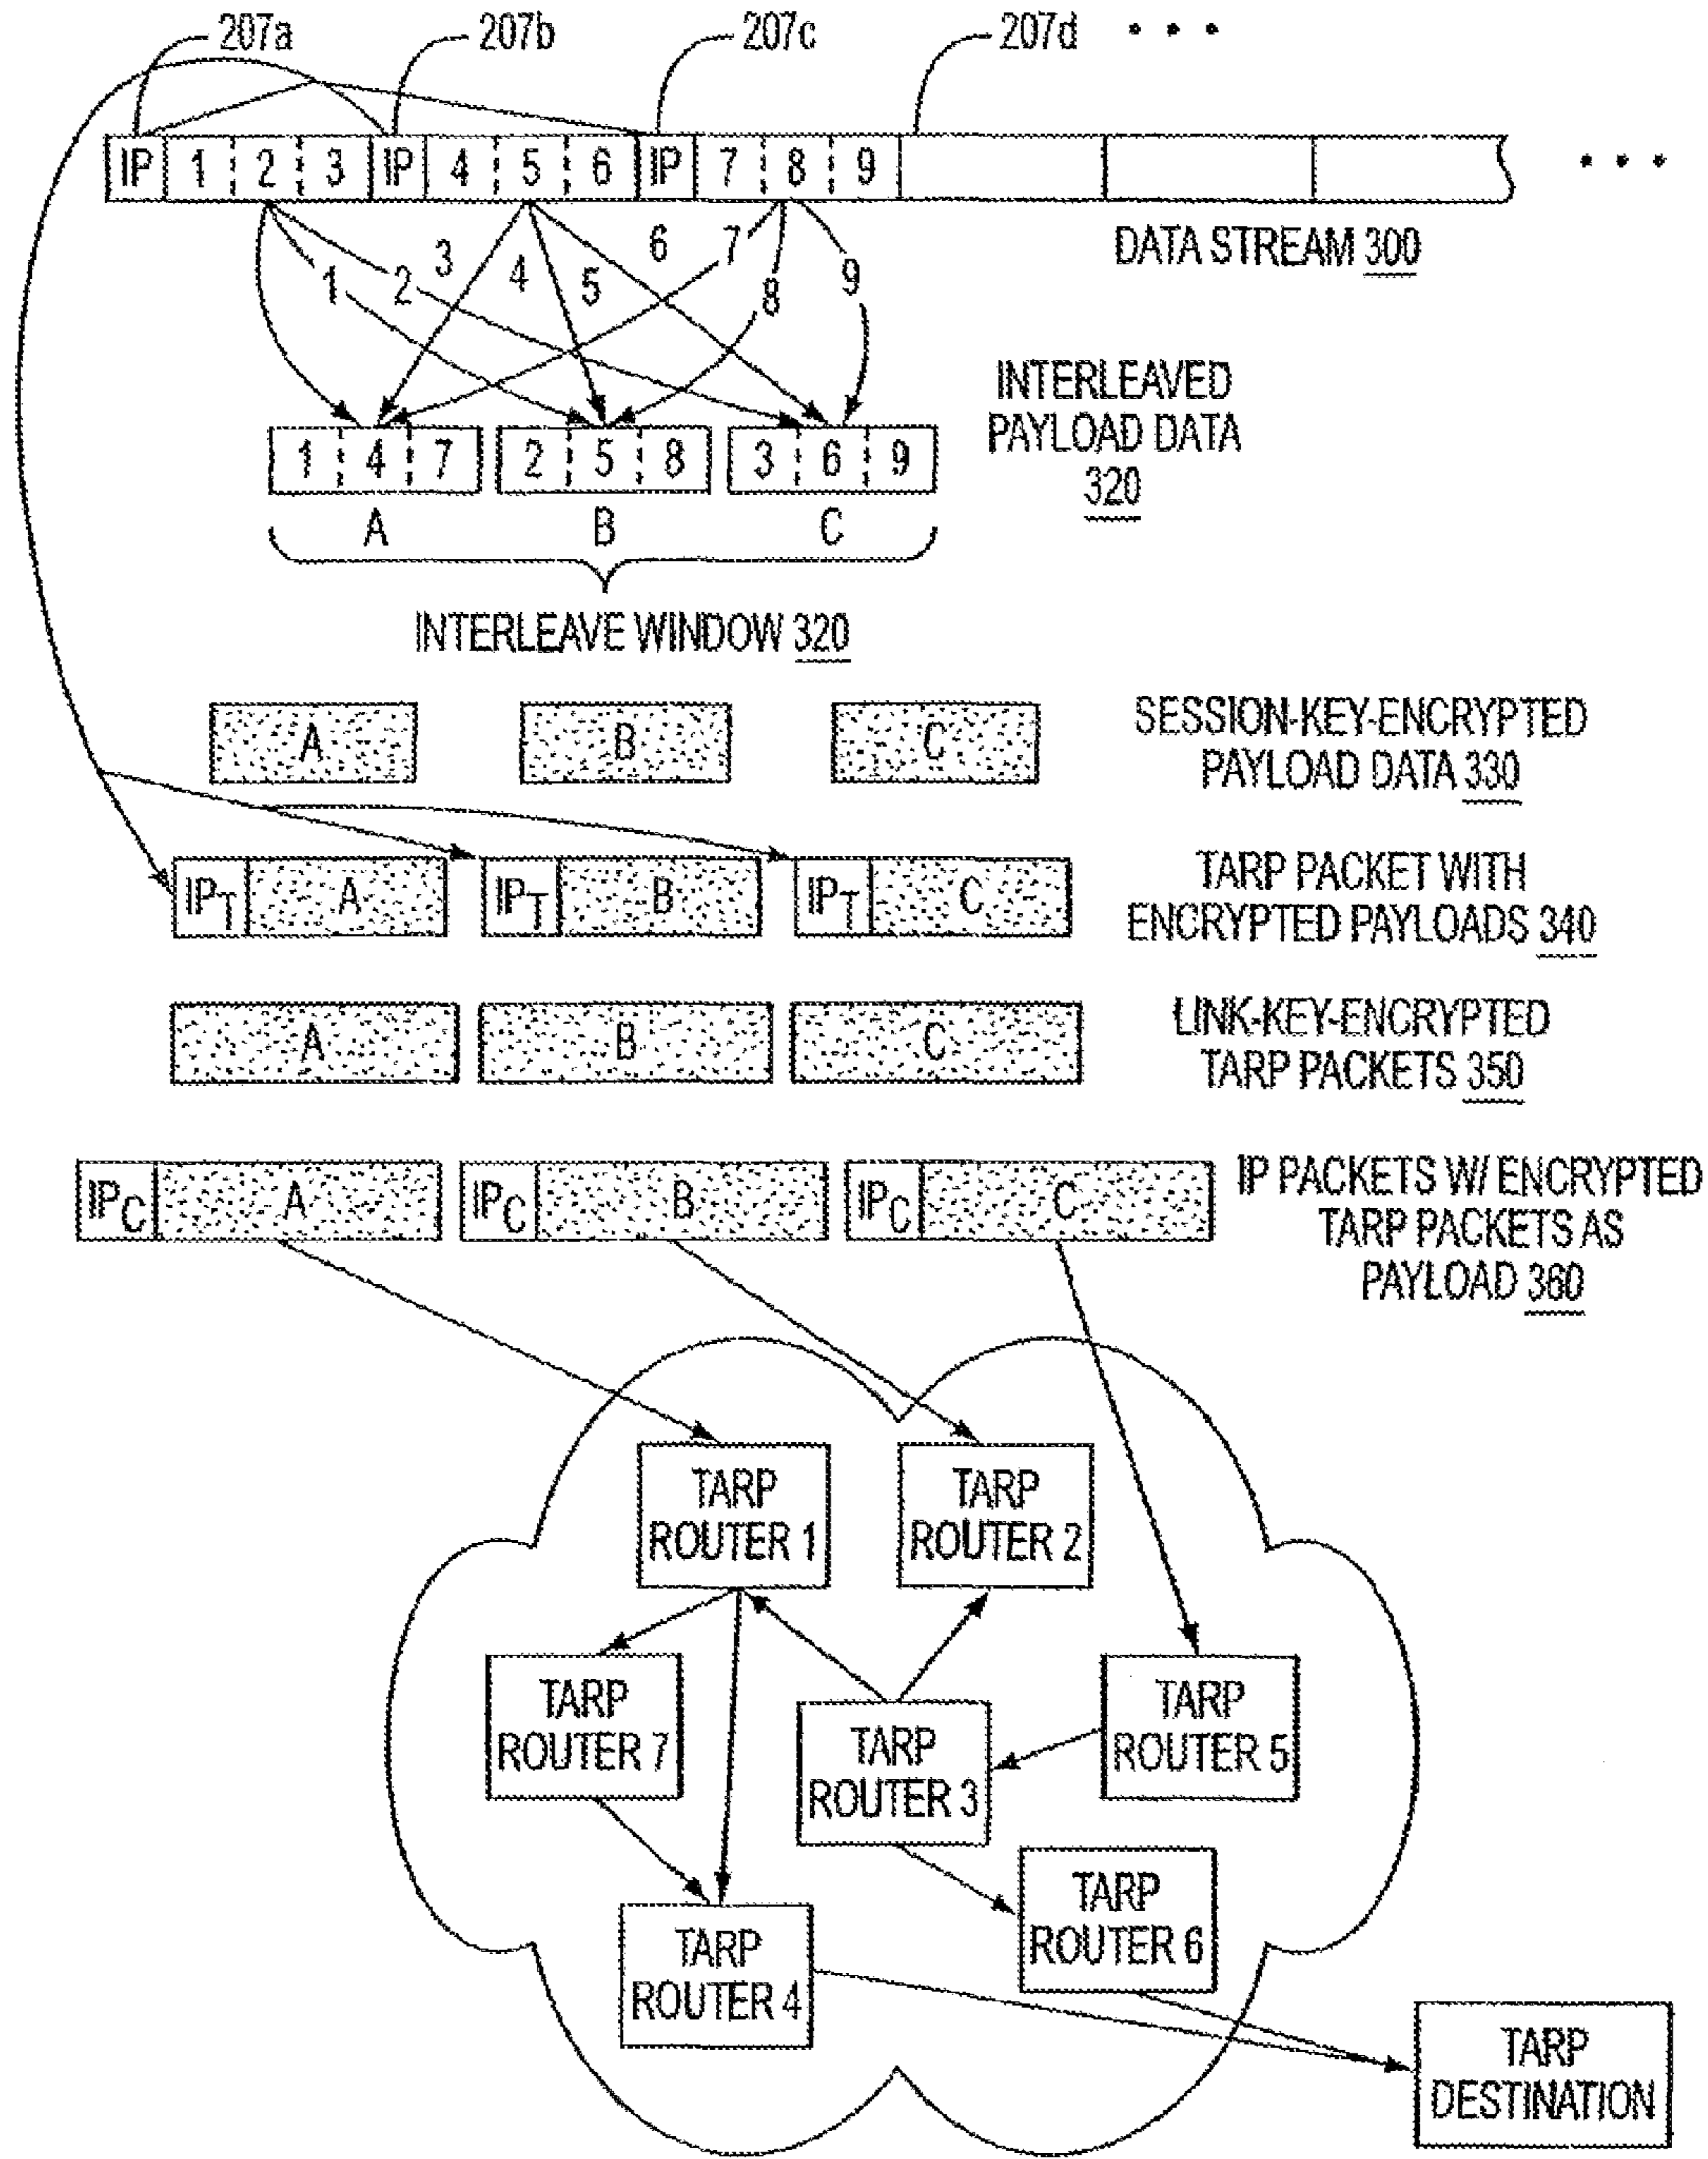 207a 207b 207c 207d • • •
IP 1 2 3 IP 4 5 6 IP 7 8 9 • • •
DATA STREAM 300
1 2 3 4 5 6 7 8 9
INTERLEAVED
PAYLOAD DATA
320
1 4 7 2 5 8 3 6 9
A B C
INTERLEAVE WINDOW 320
A B C
SESSION-KEY-ENCRYPTED
PAYLOAD DATA 330
IPT A IPT B IPT C
TARP PACKET WITH
ENCRYPTED PAYLOADS 340
A B C
LINK-KEY-ENCRYPTED
TARP PACKETS 350
IPC A IPC B IPC C
IP PACKETS W/ ENCRYPTED
TARP PACKETS AS
PAYLOAD 360
TARP
ROUTER 1
TARP
ROUTER 2
TARP
ROUTER 7
TARP
ROUTER 3
TARP
ROUTER 5
TARP
ROUTER 4
TARP
ROUTER 6
TARP
DESTINATION